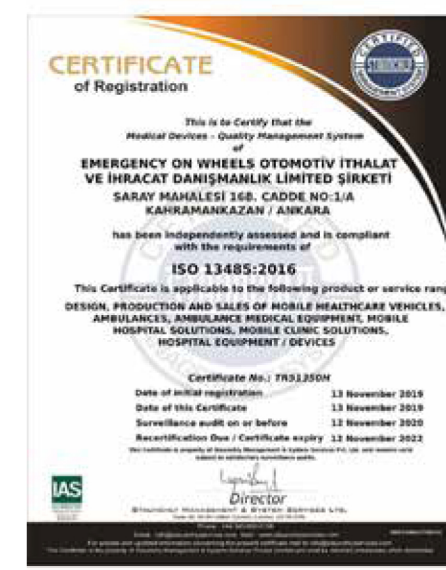 CERTIFICATE
of Registration
CERTIFIED
This is to Certify that the
Medical Devices - Quality Management System
of
EMERGENCY ON WHEELS OTOMOTİV İTHALAT
VE İHRACAT DANIŞMANLIK LİMİTED ŞİRKETİ
SARAY MAHALESİ 168. CADDE NO:1/A
KAHRAMANKAZAN / ANKARA
has been independently assessed and is compliant
with the requirements of
ISO 13485:2016
This Certificate is applicable to the following product or service rang
DESIGN, PRODUCTION AND SALES OF MOBILE HEALTHCARE VEHICLES,
AMBULANCES, AMBULANCE MEDICAL EQUIPMENT, MOBILE
HOSPITAL SOLUTIONS, MOBILE CLINIC SOLUTIONS,
HOSPITAL EQUIPMENT / DEVICES
Certificate No.: TR51350H
Date of initial registration 13 November 2019
Date of this Certificate 13 November 2019
Surveillance audit on or before 12 November 2020
Recertification Due / Certificate expiry 12 November 2022
IAS
Director